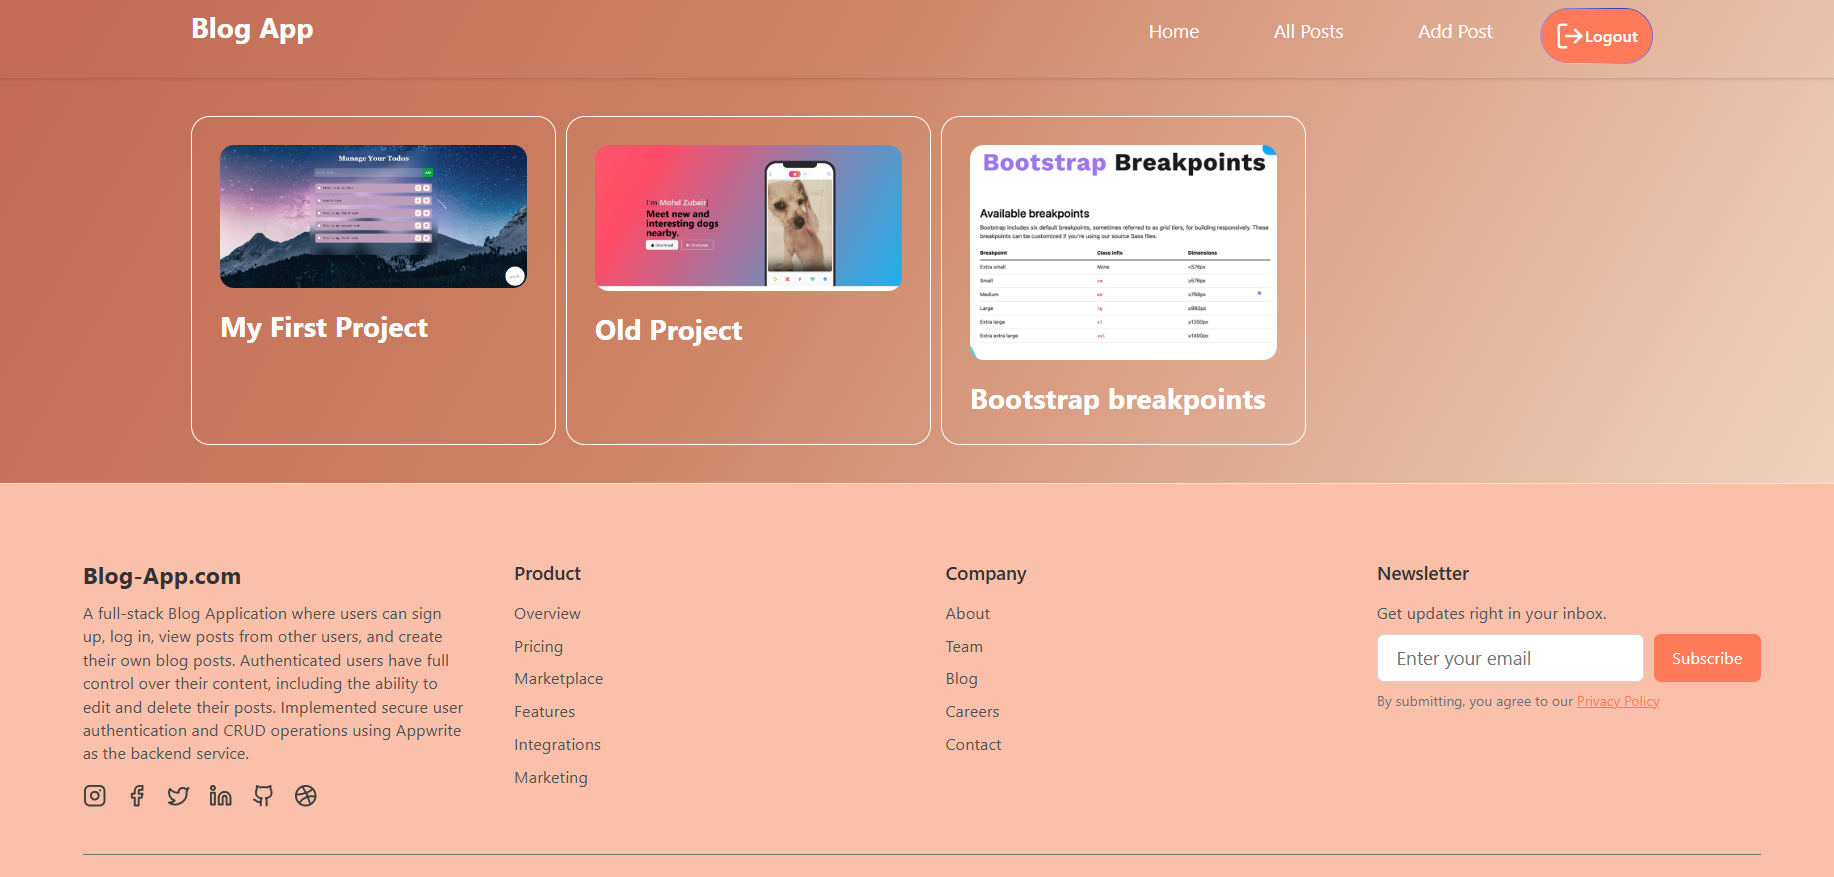 Blog App
Home
All Posts
Add Post
Logout
Manage Your Todos
My First Project
I'm Mohd Zubair|
Meet new and
interesting dogs
nearby.
Download
Download
Old Project
Bootstrap Breakpoints
Available breakpoints
Bootstrap includes six default breakpoints, sometimes referred to as grid tiers, for building responsively. These
breakpoints can be customized if you're using our source Sass files.
Breakpoint Class infix Dimensions
Extra small None <576px
Small sm ≥576px
Medium md ≥768px
Large lg ≥992px
Extra large xl ≥1200px
Extra extra large xxl ≥1400px
Bootstrap breakpoints
Blog-App.com
A full-stack Blog Application where users can sign
up, log in, view posts from other users, and create
their own blog posts. Authenticated users have full
control over their content, including the ability to
edit and delete their posts. Implemented secure user
authentication and CRUD operations using Appwrite
as the backend service.
Product
Overview
Pricing
Marketplace
Features
Integrations
Marketing
Company
About
Team
Blog
Careers
Contact
Newsletter
Get updates right in your inbox.
Enter your email
Subscribe
By submitting, you agree to our Privacy Policy